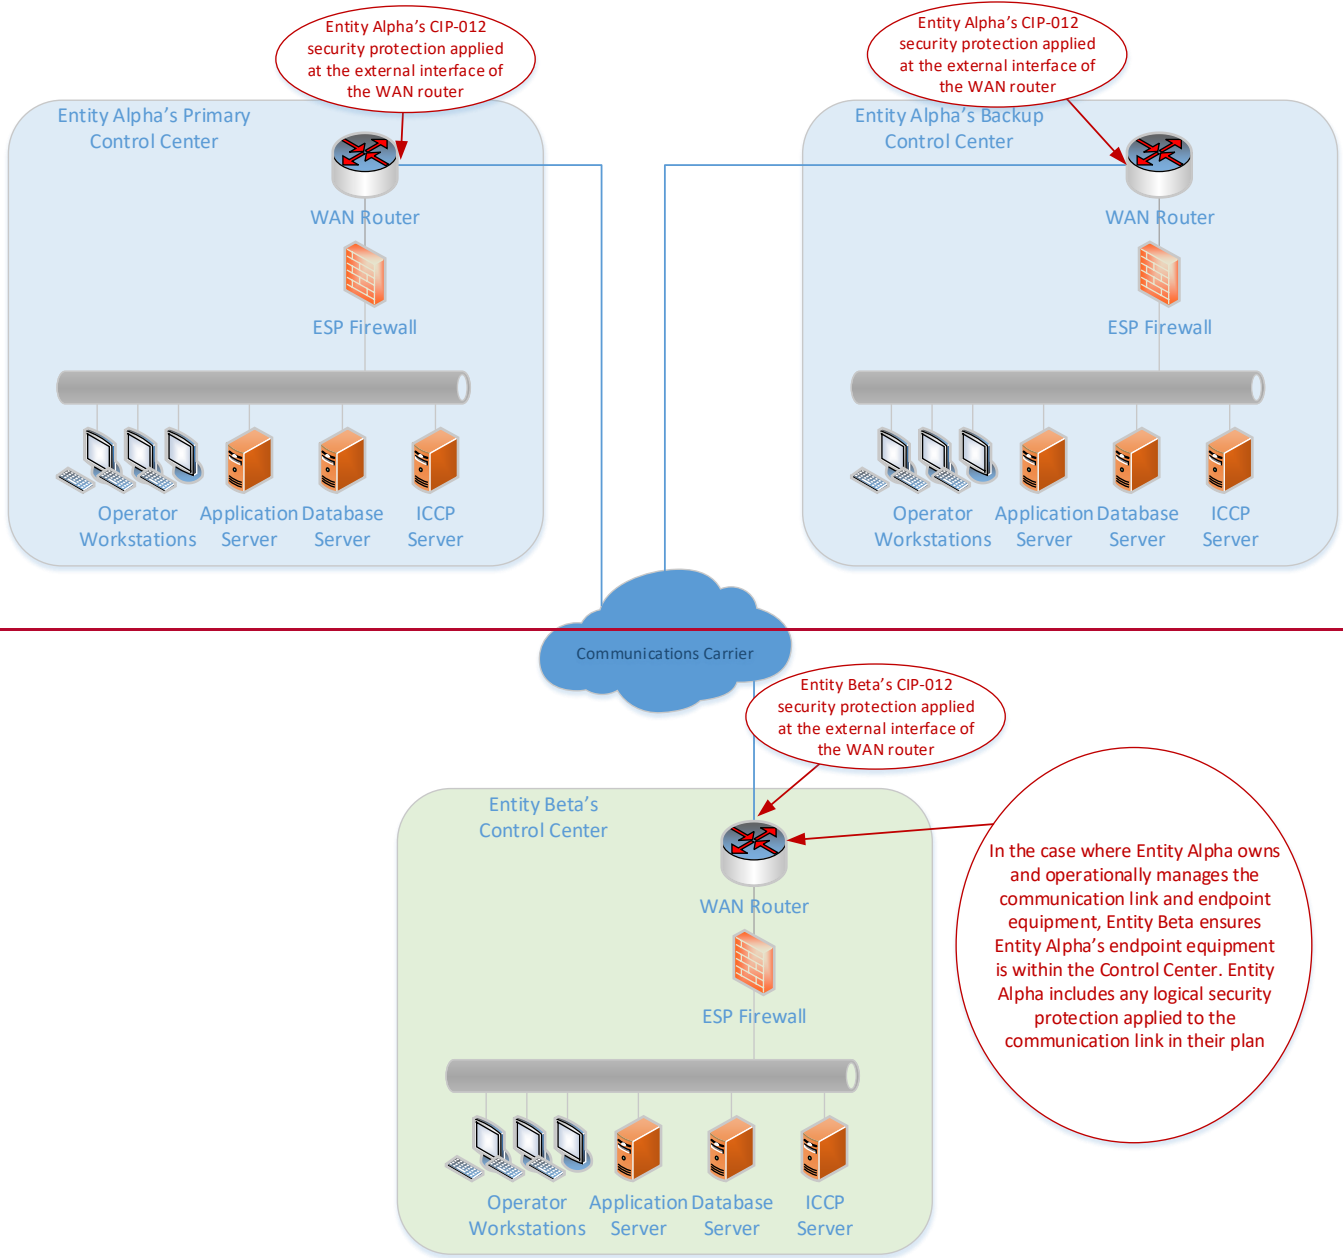 Entity Alpha's CIP-012
security protection applied
at the external interface of
the WAN router
Entity Alpha's CIP-012
security protection applied
at the external interface of
the WAN router
Entity Alpha's Primary
Control Center
WAN Router
ESP Firewall
Operator
Workstations
Application
Server
Database
Server
ICCP
Server
Entity Alpha's Backup
Control Center
WAN Router
ESP Firewall
Operator
Workstations
Application
Server
Database
Server
ICCP
Server
Communications Carrier
Entity Beta's CIP-012
security protection applied
at the external interface of
the WAN router
Entity Beta's
Control Center
WAN Router
ESP Firewall
In the case where Entity Alpha owns
and operationally manages the
communication link and endpoint
equipment, Entity Beta ensures
Entity Alpha's endpoint equipment
is within the Control Center. Entity
Alpha includes any logical security
protection applied to the
communication link in their plan
Operator
Workstations
Application
Server
Database
Server
ICCP
Server